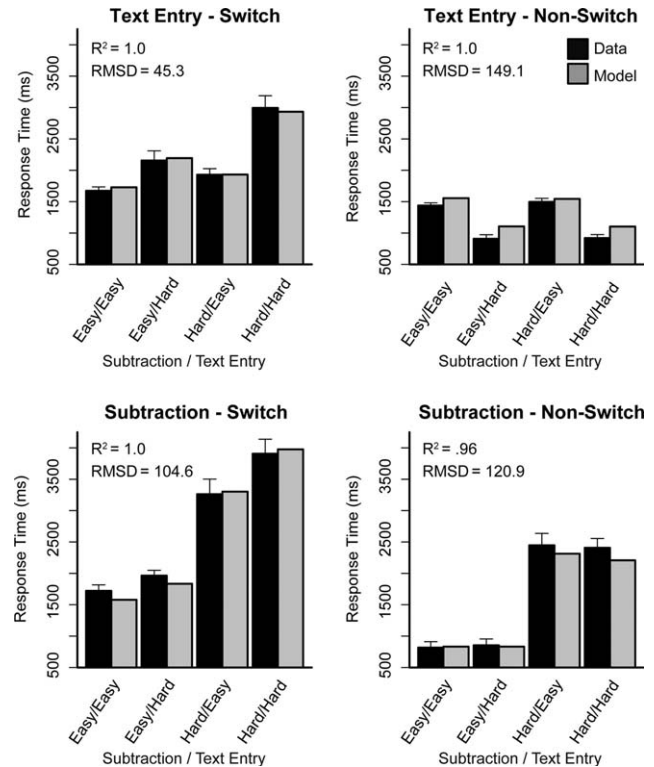 Text Entry - Switch
R² = 1.0
RMSD = 45.3
Response Time (ms)
3500
2500
1500
500
Easy/Easy
Easy/Hard
Hard/Easy
Hard/Hard
Subtraction / Text Entry
Text Entry - Non-Switch
R² = 1.0
RMSD = 149.1
Data
Model
Response Time (ms)
3500
2500
1500
500
Easy/Easy
Easy/Hard
Hard/Easy
Hard/Hard
Subtraction / Text Entry
Subtraction - Switch
R² = 1.0
RMSD = 104.6
Response Time (ms)
3500
2500
1500
500
Easy/Easy
Easy/Hard
Hard/Easy
Hard/Hard
Subtraction / Text Entry
Subtraction - Non-Switch
R² = .96
RMSD = 120.9
Response Time (ms)
3500
2500
1500
500
Easy/Easy
Easy/Hard
Hard/Easy
Hard/Hard
Subtraction / Text Entry